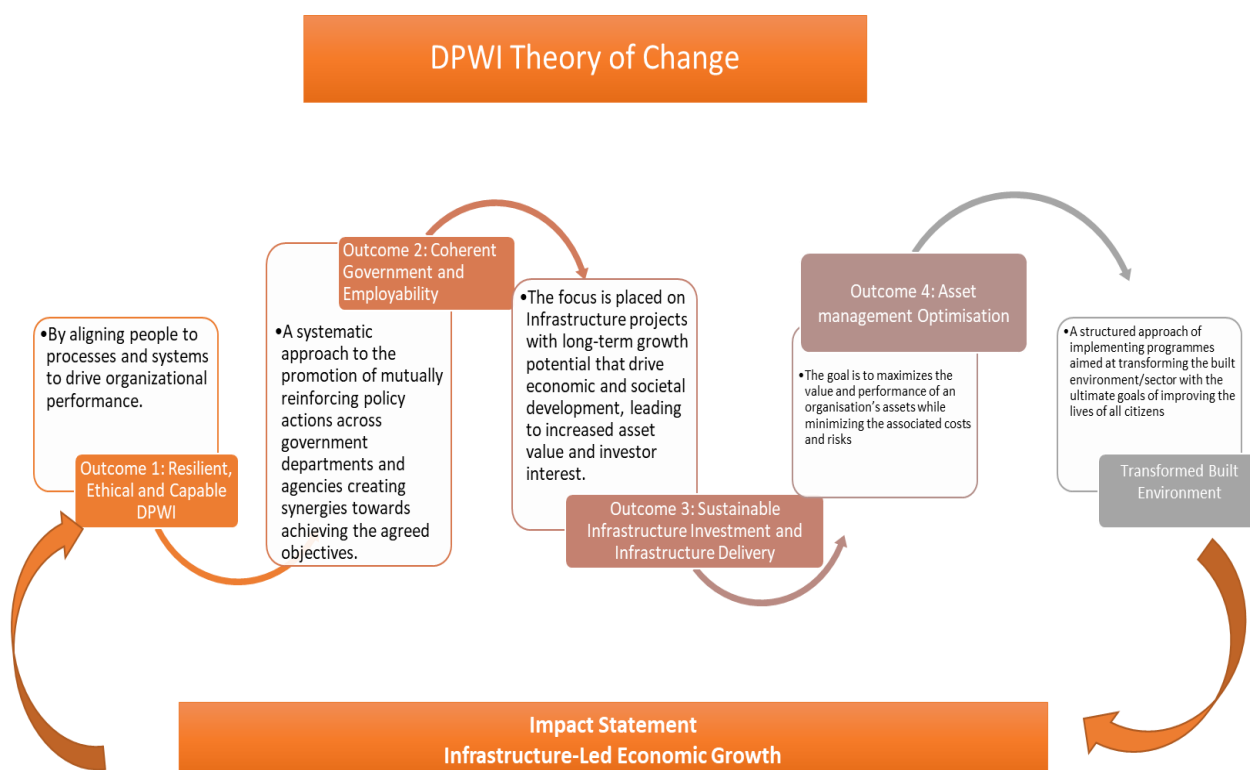 DPWI Theory of Change
•By aligning people to
processes and systems
to drive organizational
performance.
Outcome 1: Resilient,
Ethical and Capable
DPWI
Outcome 2: Coherent
Government and
Employability
•A systematic
approach to the
promotion of mutually
reinforcing policy
actions across
government
departments and
agencies creating
synergies towards
achieving the agreed
objectives.
•The focus is placed on
Infrastructure projects
with long-term growth
potential that drive
economic and societal
development, leading
to increased asset
value and investor
interest.
Outcome 3: Sustainable
Infrastructure Investment and
Infrastructure Delivery
Outcome 4: Asset
management Optimisation
•The goal is to maximizes the
value and performance of an
organisation’s assets while
minimizing the associated costs
and risks
•A structured approach of
implementing programmes
aimed at transforming the built
environment/sector with the
ultimate goals of improving the
lives of all citizens
Transformed Built
Environment
Impact Statement
Infrastructure-Led Economic Growth